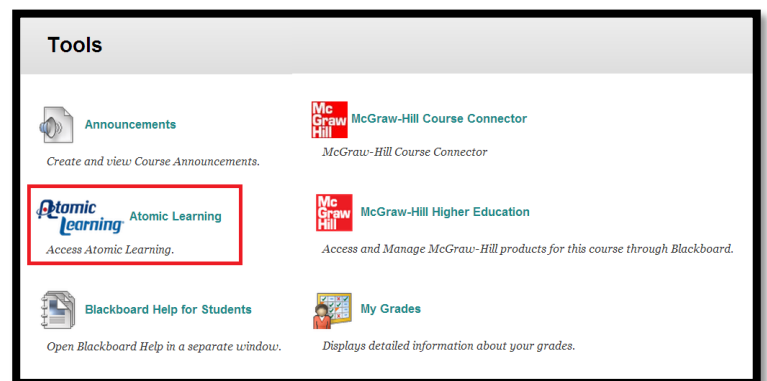 Tools
Announcements
Create and view Course Announcements.
Mc
Graw
Hill
McGraw-Hill Course Connector
McGraw-Hill Course Connector
Atomic
Learning
Atomic Learning
Access Atomic Learning.
Mc
Graw
Hill
McGraw-Hill Higher Education
Access and Manage McGraw-Hill products for this course through Blackboard.
Blackboard Help for Students
Open Blackboard Help in a separate window.
My Grades
Displays detailed information about your grades.